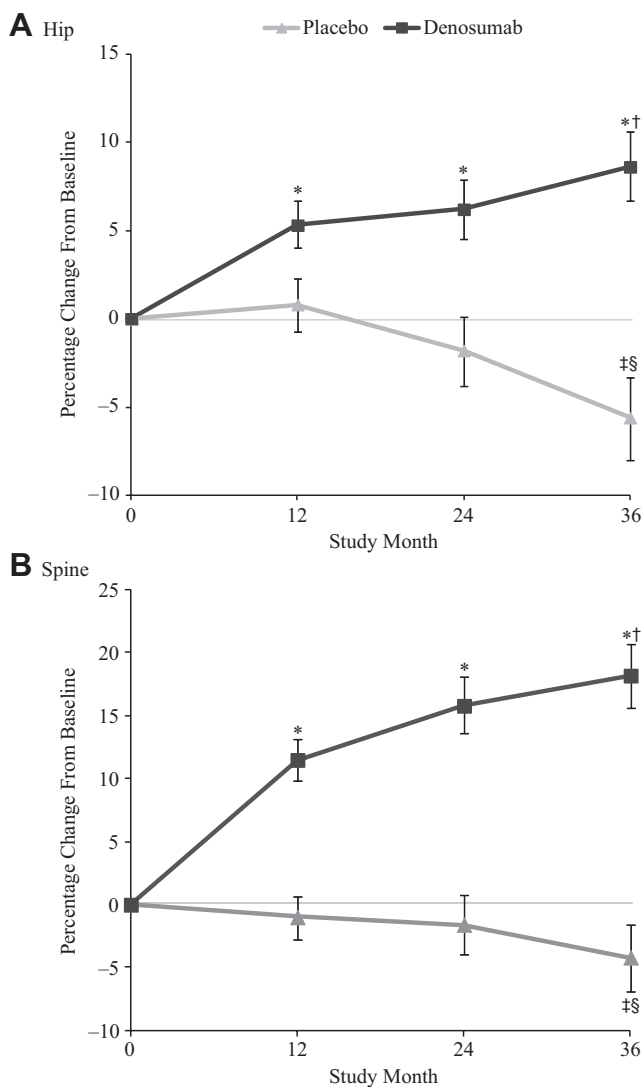 A Hip
Placebo Denosumab
Percentage Change From Baseline
15
10
5
0
–5
–10
*
*
*†
‡§
0 12 24 36
Study Month
B Spine
Percentage Change From Baseline
25
20
15
10
5
0
–5
–10
*
*
*†
‡§
0 12 24 36
Study Month